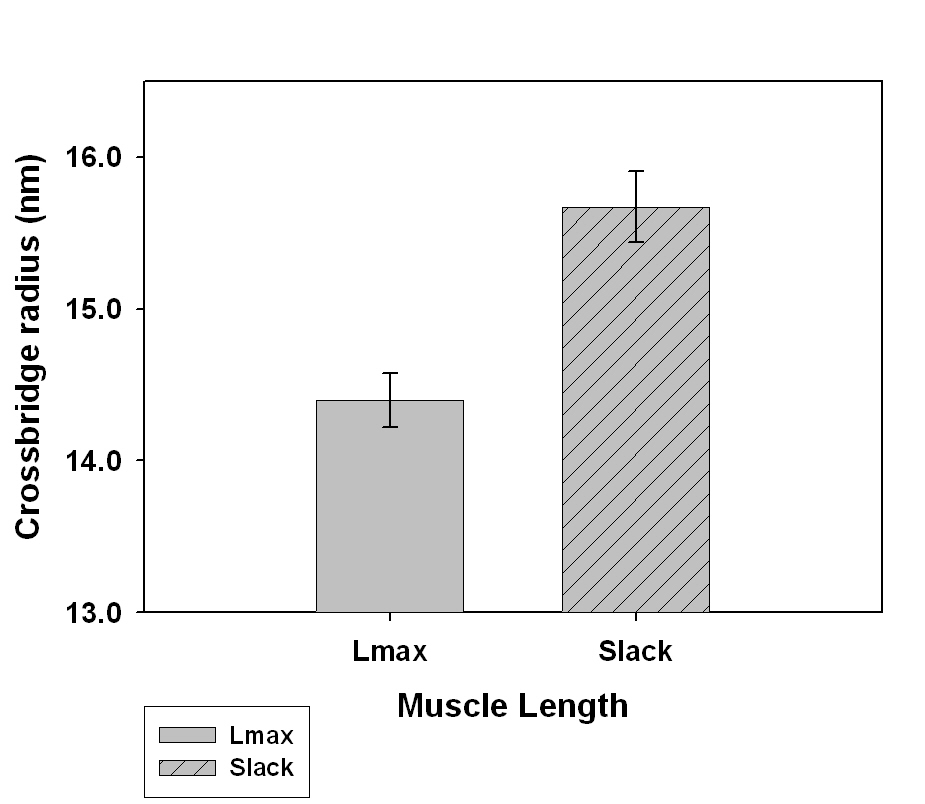 Crossbridge radius (nm)
16.0
15.0
14.0
13.0
Lmax
Slack
Muscle Length
Lmax
Slack